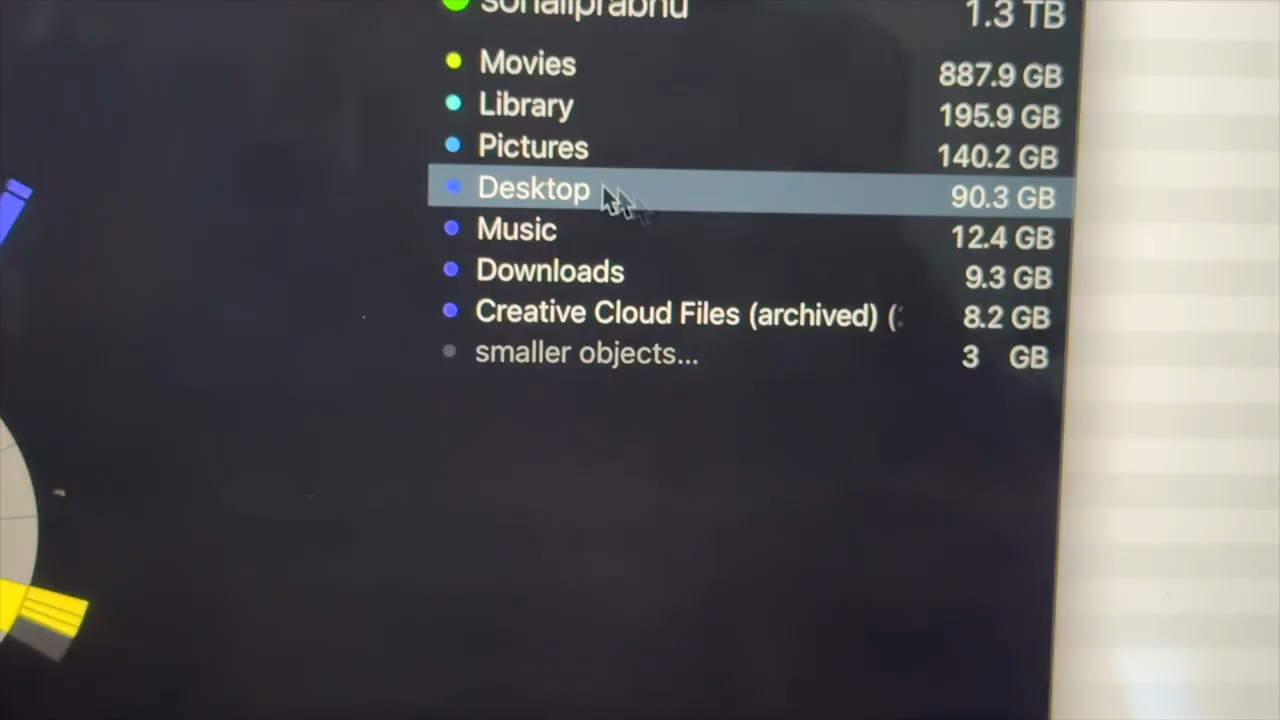 sonaliprabhu 1.3 TB
Movies 887.9 GB
Library 195.9 GB
Pictures 140.2 GB
Desktop 90.3 GB
Music 12.4 GB
Downloads 9.3 GB
Creative Cloud Files (archived) ( 8.2 GB
smaller objects... 3 GB